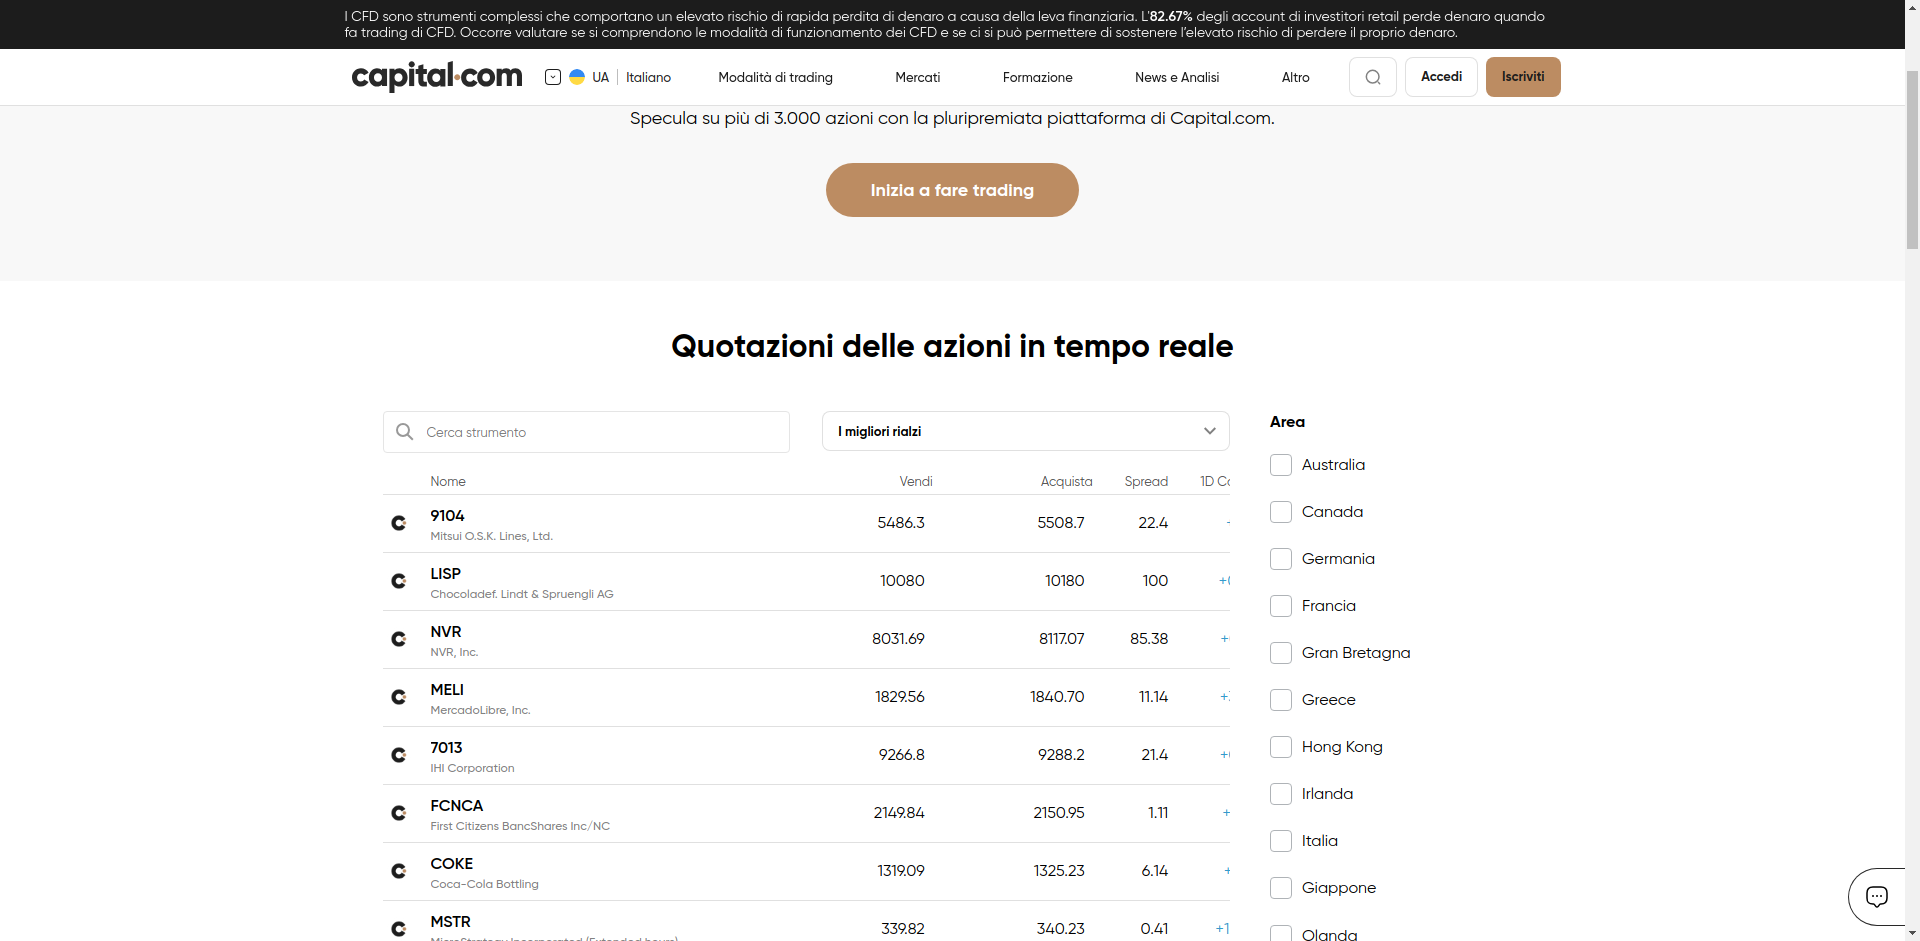 I CFD sono strumenti complessi che comportano un elevato rischio di rapida perdita di denaro a causa della leva finanziaria. L'82.67% degli account di investitori retail perde denaro quando
fa trading di CFD. Occorre valutare se si comprendono le modalità di funzionamento dei CFD e se ci si può permettere di sostenere l'elevato rischio di perdere il proprio denaro.
capital.com UA Italiano Modalità di trading Mercati Formazione News e Analisi Altro Accedi Iscriviti
Specula su più di 3.000 azioni con la pluripremiata piattaforma di Capital.com.
Inizia a fare trading
Quotazioni delle azioni in tempo reale
Cerca strumento
I migliori rialzi
Nome Vendi Acquista Spread 1D
9104 5486.3 5508.7 22.4
Mitsui O.S.K. Lines, Ltd.
LISP 10080 10180 100
Chocoladef. Lindt & Spruengli AG
NVR 8031.69 8117.07 85.38
NVR, Inc.
MELI 1829.56 1840.70 11.14
MercadoLibre, Inc.
7013 9266.8 9288.2 21.4
IHI Corporation
FCNCA 2149.84 2150.95 1.11
First Citizens BancShares Inc/NC
COKE 1319.09 1325.23 6.14
Coca-Cola Bottling
MSTR 339.82 340.23 0.41
MicroStrategy Incorporated (Extended hours)
Area
Australia
Canada
Germania
Francia
Gran Bretagna
Greece
Hong Kong
Irlanda
Italia
Giappone
Olanda